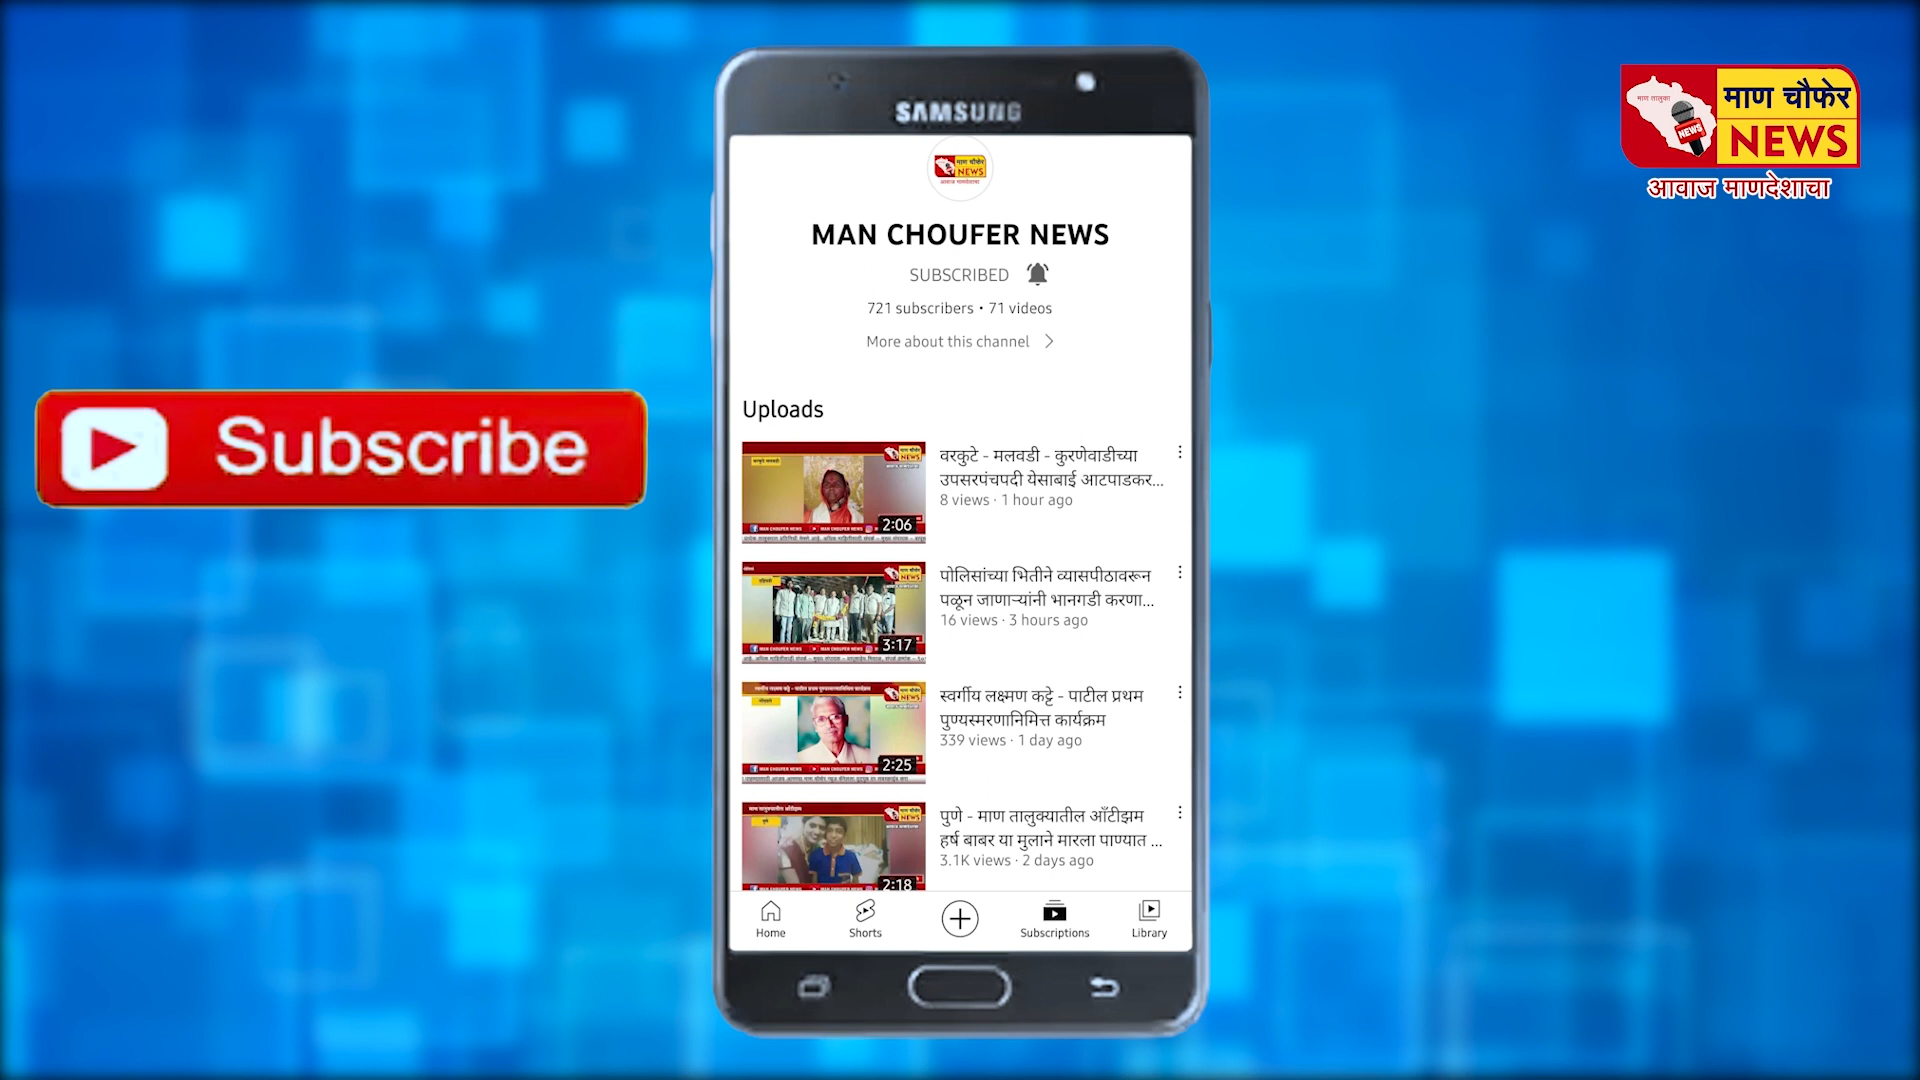 SAMSUNG
माण चौफेर
NEWS
MAN CHOUFER NEWS
SUBSCRIBED
721 subscribers • 71 videos
More about this channel
Uploads
2:06
वरकुटे - मलवडी - कुरणेवाडीच्या
उपसरपंचपदी येसाबाई आटपाडकर...
8 views · 1 hour ago
3:17
पोलिसांच्या भितीने व्यासपीठावरून
पळून जाणाऱ्यांनी भानगडी करणा...
16 views · 3 hours ago
2:25
स्वर्गीय लक्ष्मण कट्टे - पाटील प्रथम
पुण्यस्मरणानिमित्त कार्यक्रम
339 views · 1 day ago
2:18
पुणे - माण तालुक्यातील ऑंटीझम
हर्ष बाबर या मुलाने मारला पाण्यात ...
3.1K views · 2 days ago
Home
Shorts
Subscriptions
Library
Subscribe
माण तालुका
NEWS
माण चौफेर
NEWS
आवाज माणदेशाचा